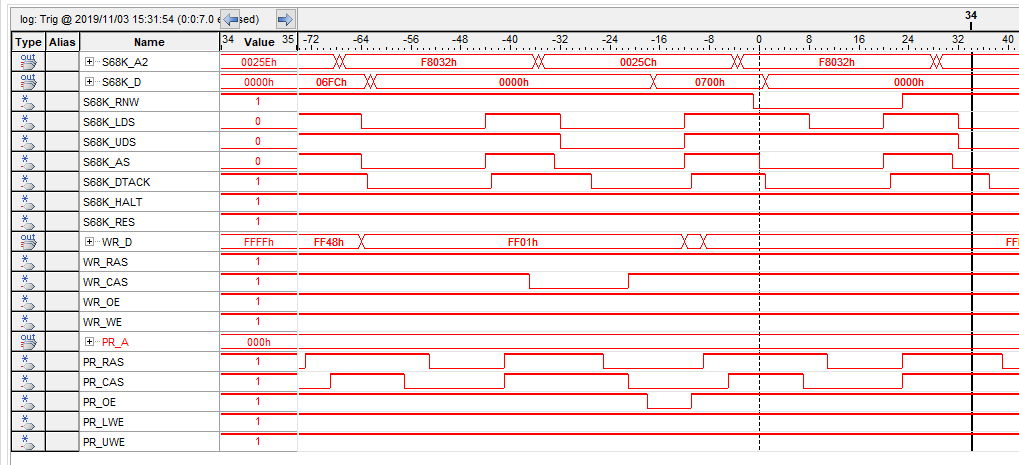 log: Trig @ 2019/11/03 15:31:54 (0:0:7.0 sed)
34
Type Alias Name 34 Value 35 -72 -64 -56 -48 -40 -32 -24 -16 -8 0 8 16 24 32 40
out S68K_A2 0025Eh F8032h 0025Ch F8032h
out S68K_D 0000h 06FCh 0000h 0700h 0000h
S68K_RNW 1
S68K_LDS 0
S68K_UDS 0
S68K_AS 0
S68K_DTACK 1
S68K_HALT 1
S68K_RES 1
out WR_D FFFFh FF48h FF01h FF
WR_RAS 1
WR_CAS 1
WR_OE 1
WR_WE 1
out PR_A 000h
PR_RAS 1
PR_CAS 1
PR_OE 1
PR_LWE 1
PR_UWE 1